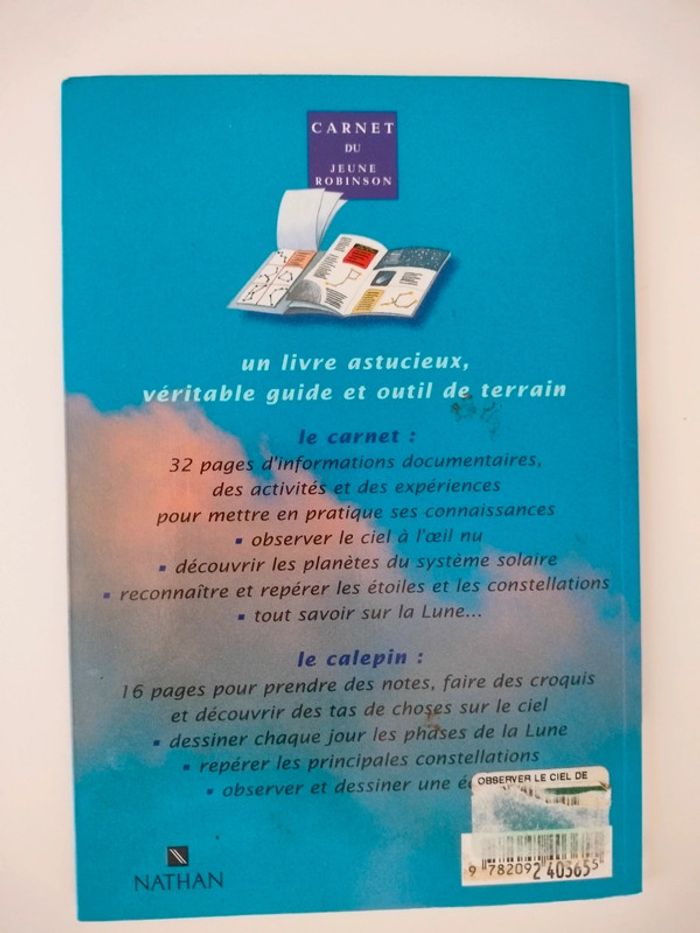 CARNET
DU
JEUNE
ROBINSON
un livre astucieux,
véritable guide et outil de terrain
le carnet :
32 pages d'informations documentaires,
des activités et des expériences
pour mettre en pratique ses connaissances
▪ observer le ciel à l'œil nu
▪ découvrir les planètes du système solaire
▪ reconnaître et repérer les étoiles et les constellations
▪ tout savoir sur la Lune...
le calepin :
16 pages pour prendre des notes, faire des croquis
et découvrir des tas de choses sur le ciel
▪ dessiner chaque jour les phases de la Lune
▪ repérer les principales constellations
▪ observer et dessiner une
OBSERVER LE CIEL DE
9 782092 403655
NATHAN